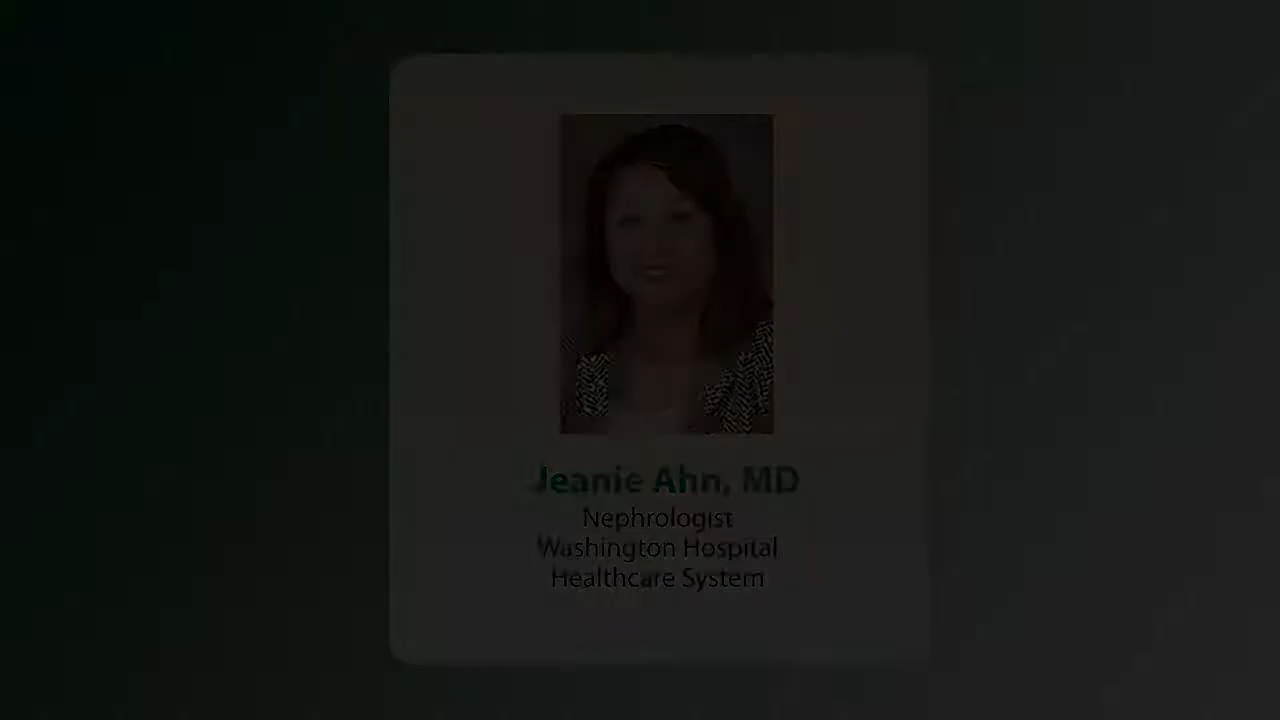 Jeanie Ahn, MD
Nephrologist
Washington Hospital
Healthcare System